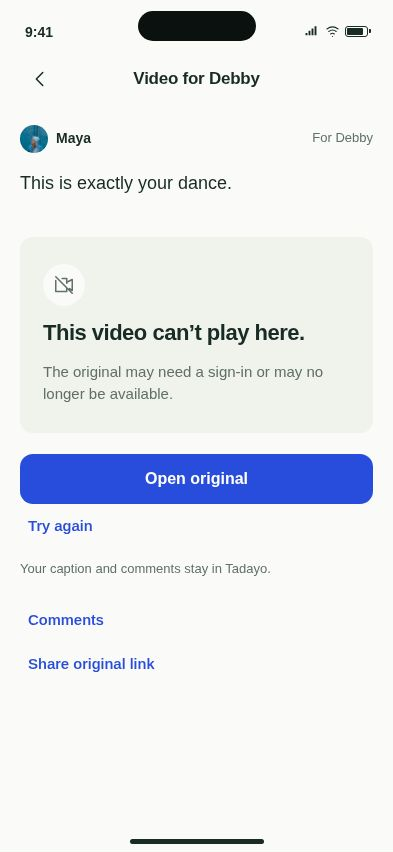 9:41
Video for Debby
Maya
For Debby
This is exactly your dance.
This video can’t play here.
The original may need a sign-in or may no
longer be available.
Open original
Try again
Your caption and comments stay in Tadayo.
Comments
Share original link